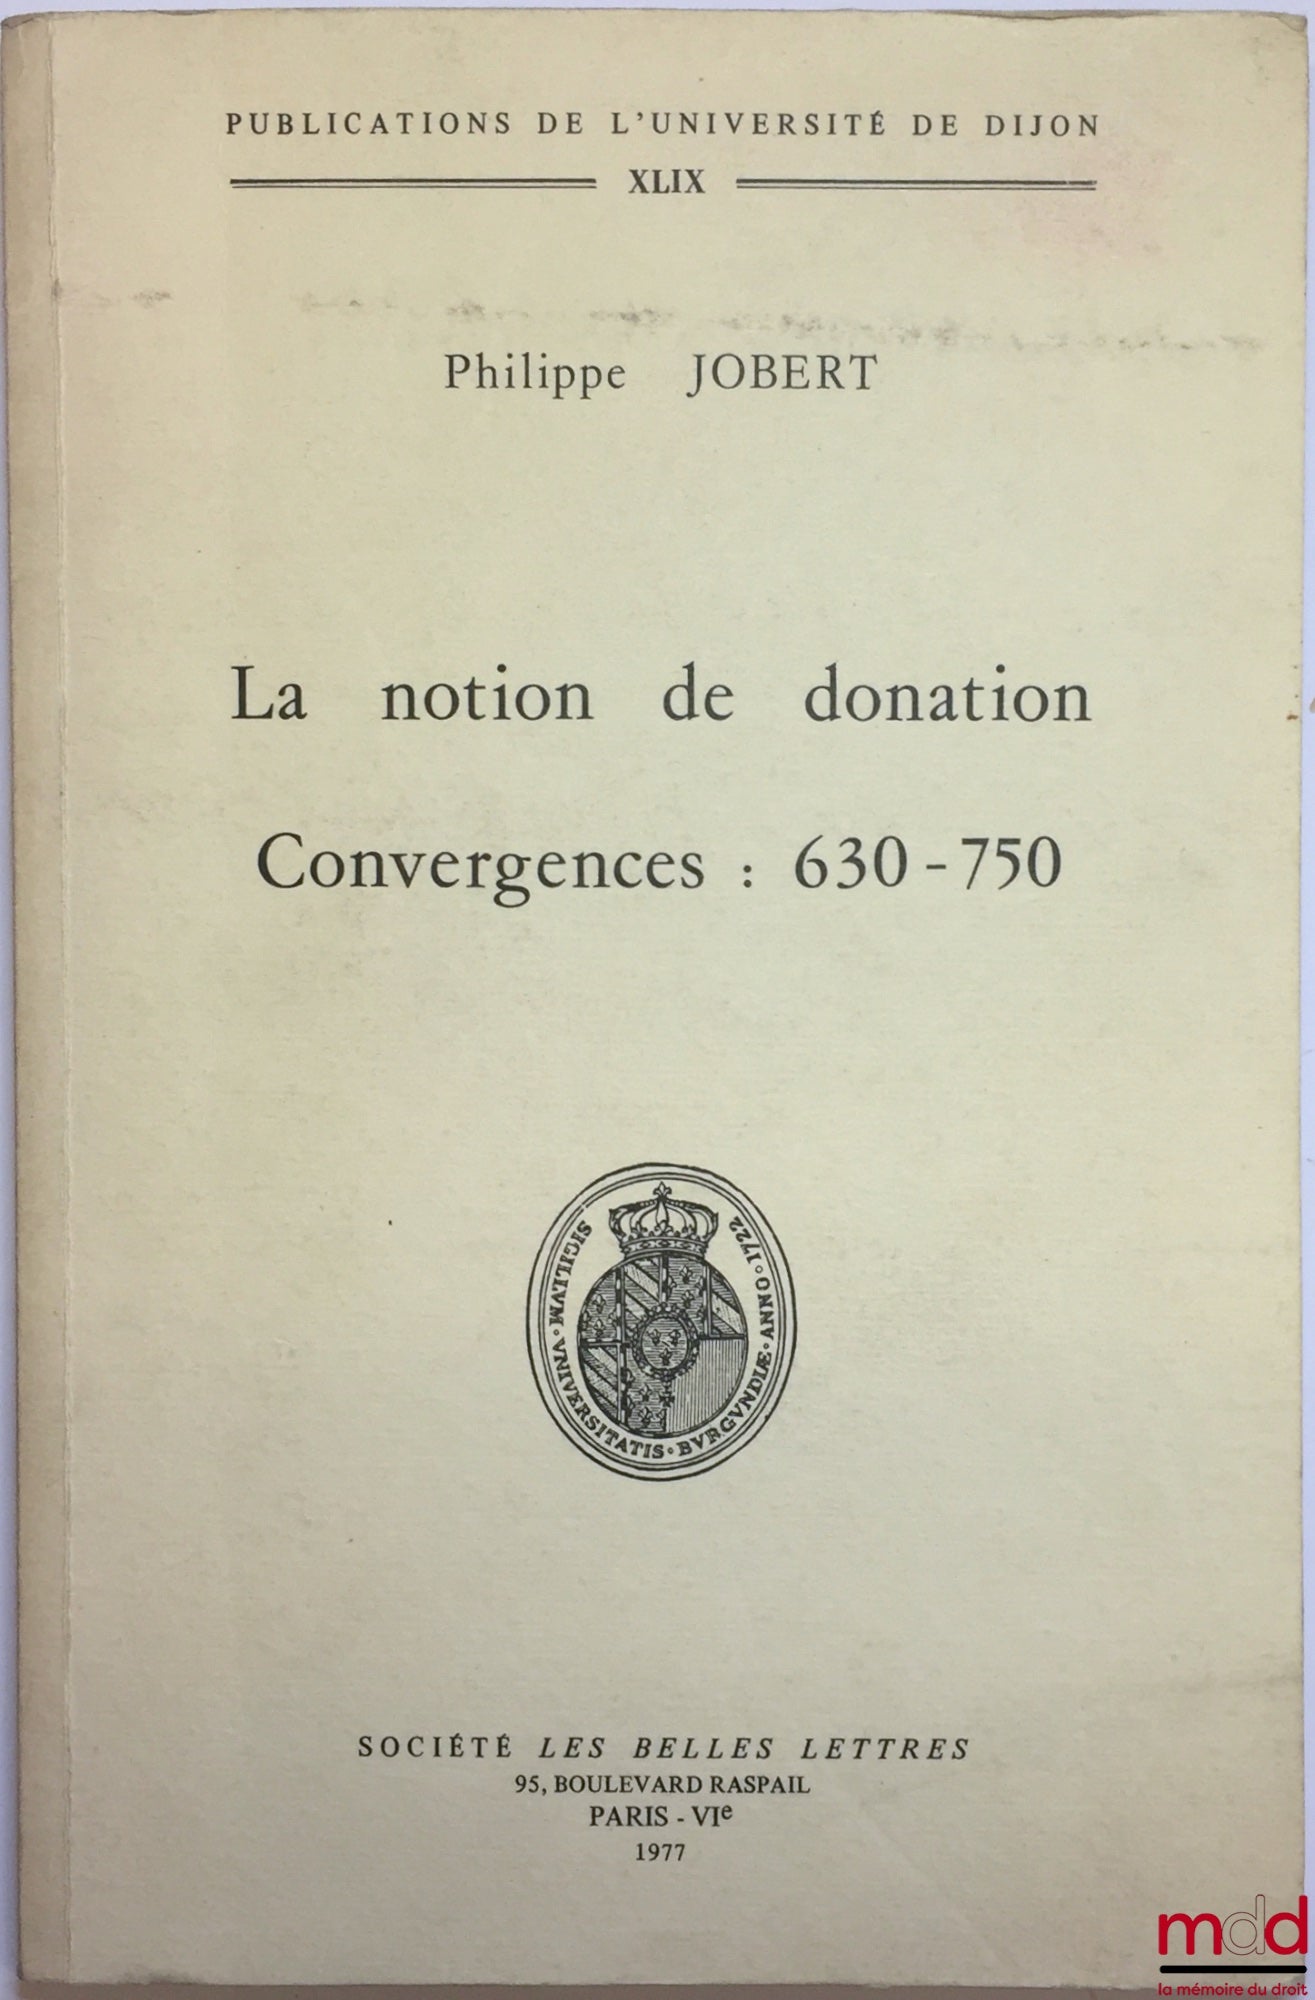 PUBLICATIONS DE L'UNIVERSITÉ DE DIJON
XLIX
Philippe JOBERT
La notion de donation
Convergences : 630 - 750
SIGILLVM · VNIVERSITATIS · BVRGVNDIÆ · ANNO · 1722
SOCIÉTÉ LES BELLES LETTRES
95, BOULEVARD RASPAIL
PARIS - VIe
1977
mdd
la mémoire du droit